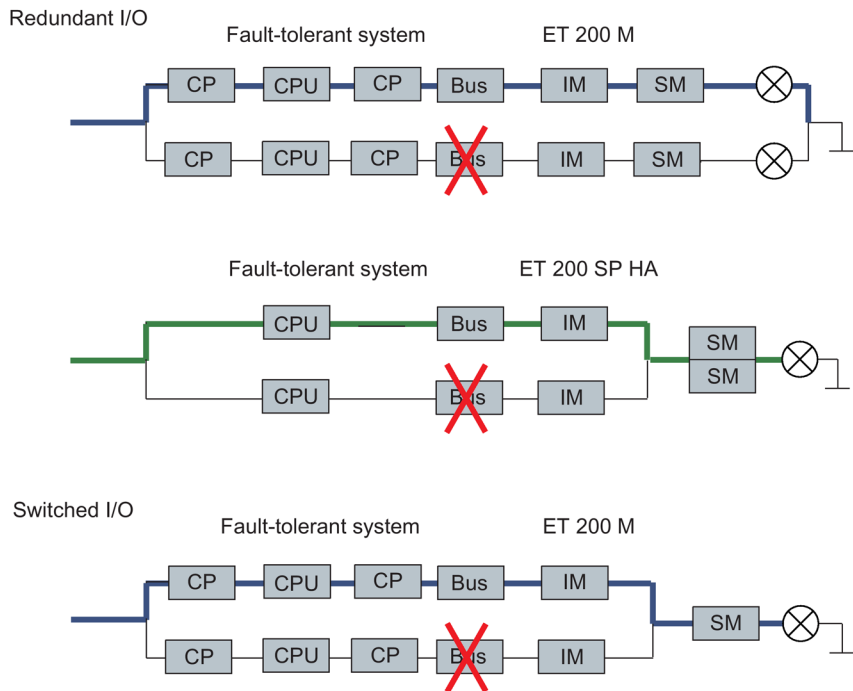 Redundant I/O
Fault-tolerant system ET 200 M
CP CPU CP Bus IM SM
CP CPU CP Bus IM SM
Fault-tolerant system ET 200 SP HA
CPU Bus IM
SM
SM
CPU Bus IM
Switched I/O
Fault-tolerant system ET 200 M
CP CPU CP Bus IM
SM
CP CPU CP Bus IM